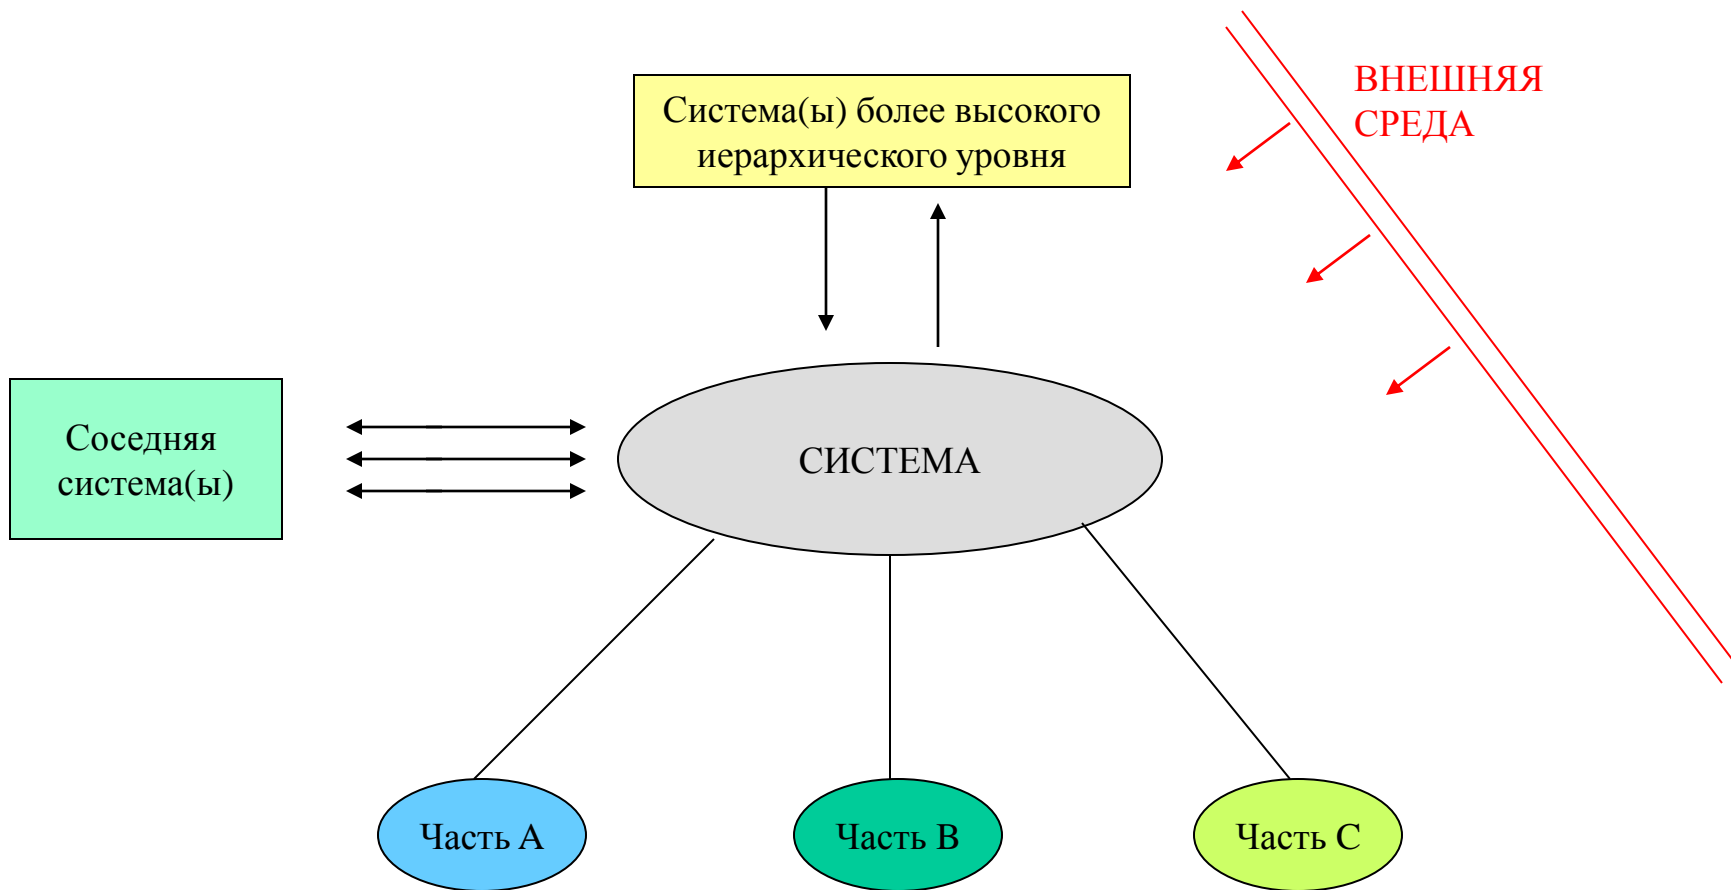 ВНЕШНЯЯ
СРЕДА
Система(ы) более высокого
иерархического уровня
Соседняя
система(ы)
СИСТЕМА
Часть А
Часть В
Часть С